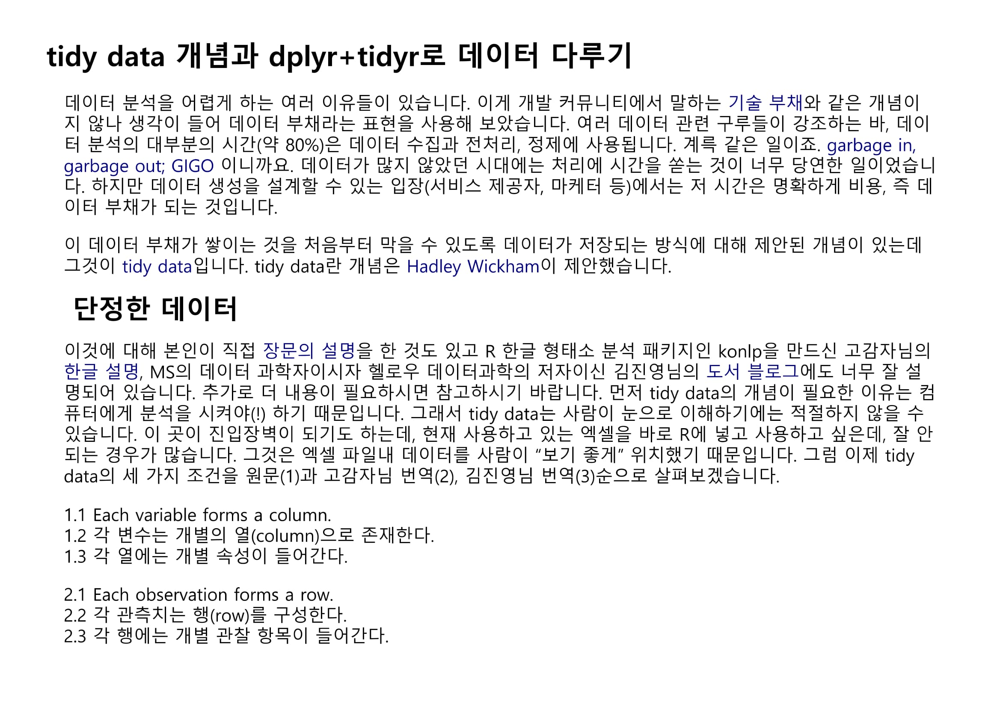 tidy data 개념과 dplyr+tidyr로 데이터 다루기
데이터 분석을 어렵게 하는 여러 이유들이 있습니다. 이게 개발 커뮤니티에서 말하는 기술 부채와 같은 개념이
지 않나 생각이 들어 데이터 부채라는 표현을 사용해 보았습니다. 여러 데이터 관련 구루들이 강조하는 바, 데이
터 분석의 대부분의 시간(약 80%)은 데이터 수집과 전처리, 정제에 사용됩니다. 계륵 같은 일이죠. garbage in,
garbage out; GIGO 이니까요. 데이터가 많지 않았던 시대에는 처리에 시간을 쏟는 것이 너무 당연한 일이었습니
다. 하지만 데이터 생성을 설계할 수 있는 입장(서비스 제공자, 마케터 등)에서는 저 시간은 명확하게 비용, 즉 데
이터 부채가 되는 것입니다.
이 데이터 부채가 쌓이는 것을 처음부터 막을 수 있도록 데이터가 저장되는 방식에 대해 제안된 개념이 있는데
그것이 tidy data입니다. tidy data란 개념은 Hadley Wickham이 제안했습니다.
단정한 데이터
이것에 대해 본인이 직접 장문의 설명을 한 것도 있고 R 한글 형태소 분석 패키지인 konlp을 만드신 고감자님의
한글 설명, MS의 데이터 과학자이시자 헬로우 데이터과학의 저자이신 김진영님의 도서 블로그에도 너무 잘 설
명되어 있습니다. 추가로 더 내용이 필요하시면 참고하시기 바랍니다. 먼저 tidy data의 개념이 필요한 이유는 컴
퓨터에게 분석을 시켜야(!) 하기 때문입니다. 그래서 tidy data는 사람이 눈으로 이해하기에는 적절하지 않을 수
있습니다. 이 곳이 진입장벽이 되기도 하는데, 현재 사용하고 있는 엑셀을 바로 R에 넣고 사용하고 싶은데, 잘 안
되는 경우가 많습니다. 그것은 엑셀 파일내 데이터를 사람이 “보기 좋게” 위치했기 때문입니다. 그럼 이제 tidy
data의 세 가지 조건을 원문(1)과 고감자님 번역(2), 김진영님 번역(3)순으로 살펴보겠습니다.
1.1 Each variable forms a column.
1.2 각 변수는 개별의 열(column)으로 존재한다.
1.3 각 열에는 개별 속성이 들어간다.
2.1 Each observation forms a row.
2.2 각 관측치는 행(row)를 구성한다.
2.3 각 행에는 개별 관찰 항목이 들어간다.